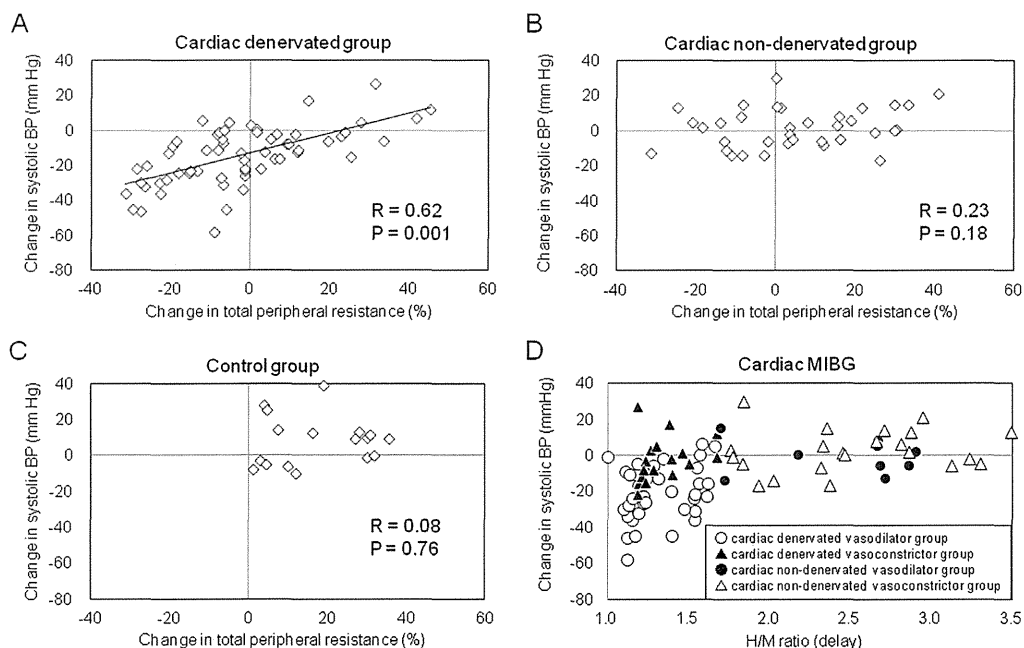 A
Cardiac denervated group
Change in systolic BP (mm Hg)
40
20
0
-20
-40
-60
-80
R = 0.62
P = 0.001
-40
-20
0
20
40
60
Change in total peripheral resistance (%)
B
Cardiac non-denervated group
Change in systolic BP (mm Hg)
40
20
0
-20
-40
-60
-80
R = 0.23
P = 0.18
-40
-20
0
20
40
60
Change in total peripheral resistance (%)
C
Control group
Change in systolic BP (mm Hg)
40
20
0
-20
-40
-60
-80
R = 0.08
P = 0.76
-40
-20
0
20
40
60
Change in total peripheral resistance (%)
D
Cardiac MIBG
Change in systolic BP (mmHg)
40
20
0
-20
-40
-60
-80
cardiac denervated vasodilator group
cardiac denervated vasoconstrictor group
cardiac non-denervated vasodilator group
cardiac non-denervated vasoconstrictor group
1.0
1.5
2.0
2.5
3.0
3.5
H/M ratio (delay)